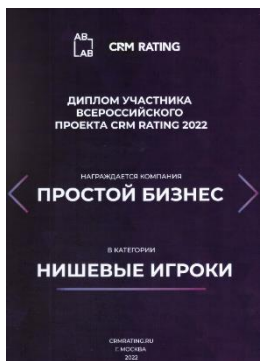 AB
LAB
CRM RATING
ДИПЛОМ УЧАСТНИКА
ВСЕРОССИЙСКОГО
ПРОЕКТА CRM RATING 2022
НАГРАЖДАЕТСЯ КОМПАНИЯ
ПРОСТОЙ БИЗНЕС
В КАТЕГОРИИ
НИШЕВЫЕ ИГРОКИ
CRMRATING.RU
Г. МОСКВА
2022